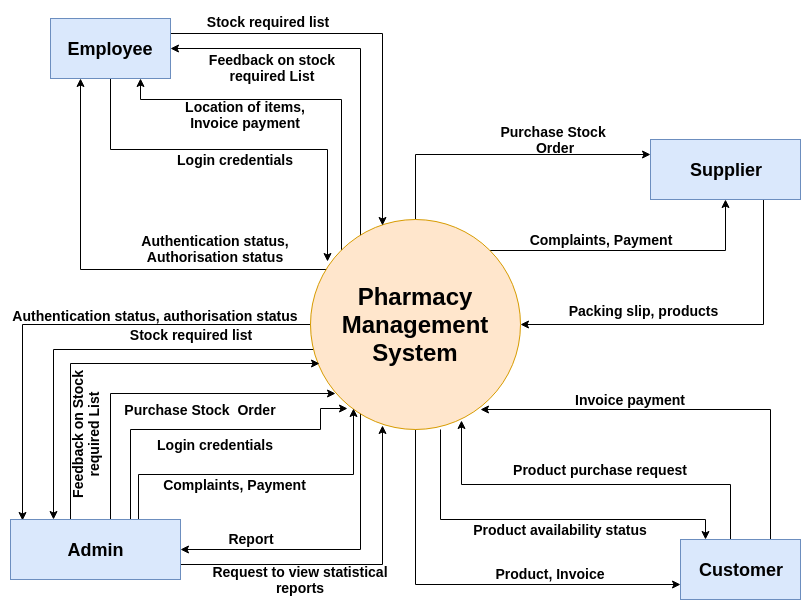 Stock required list
Employee
Feedback on stock
required List
Location of items,
Invoice payment
Login credentials
Authentication status,
Authorisation status
Purchase Stock
Order
Supplier
Complaints, Payment
Packing slip, products
Pharmacy
Management
System
Authentication status, authorisation status
Stock required list
Feedback on Stock
required List
Purchase Stock  Order
Login credentials
Complaints, Payment
Admin
Report
Request to view statistical
reports
Invoice payment
Product purchase request
Product availability status
Product, Invoice
Customer